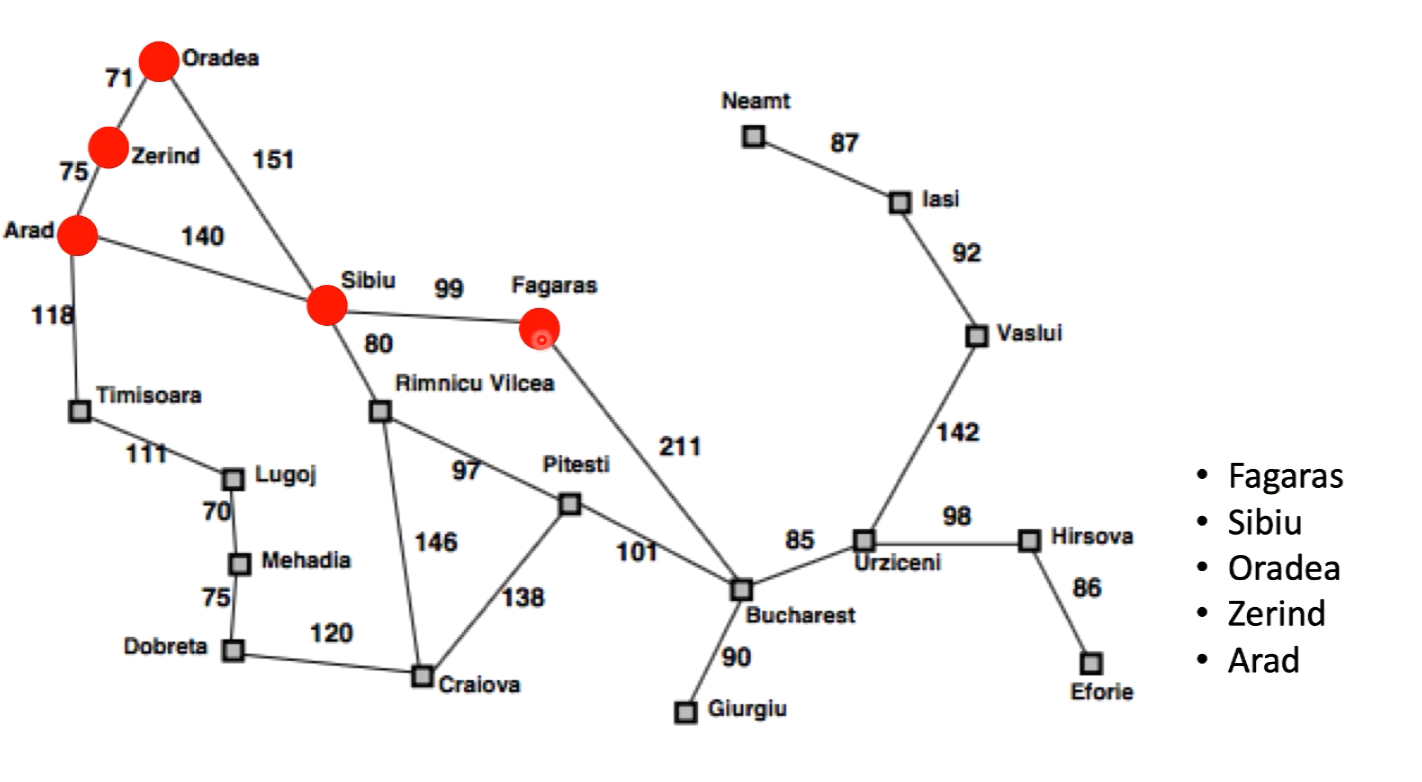 Oradea
71
Neamt
87
Zerind
151
75
Iasi
Arad
140
92
Sibiu
99
Fagaras
118
80
Vaslui
Rimnicu Vilcea
Timisoara
142
211
111
97
Pitesti
Lugoj
70
98
146
101
85
Hirsova
Urziceni
Mehadia
75
138
86
Bucharest
120
Dobreta
90
Craiova
Eforie
Giurgiu
• Fagaras
• Sibiu
• Oradea
• Zerind
• Arad